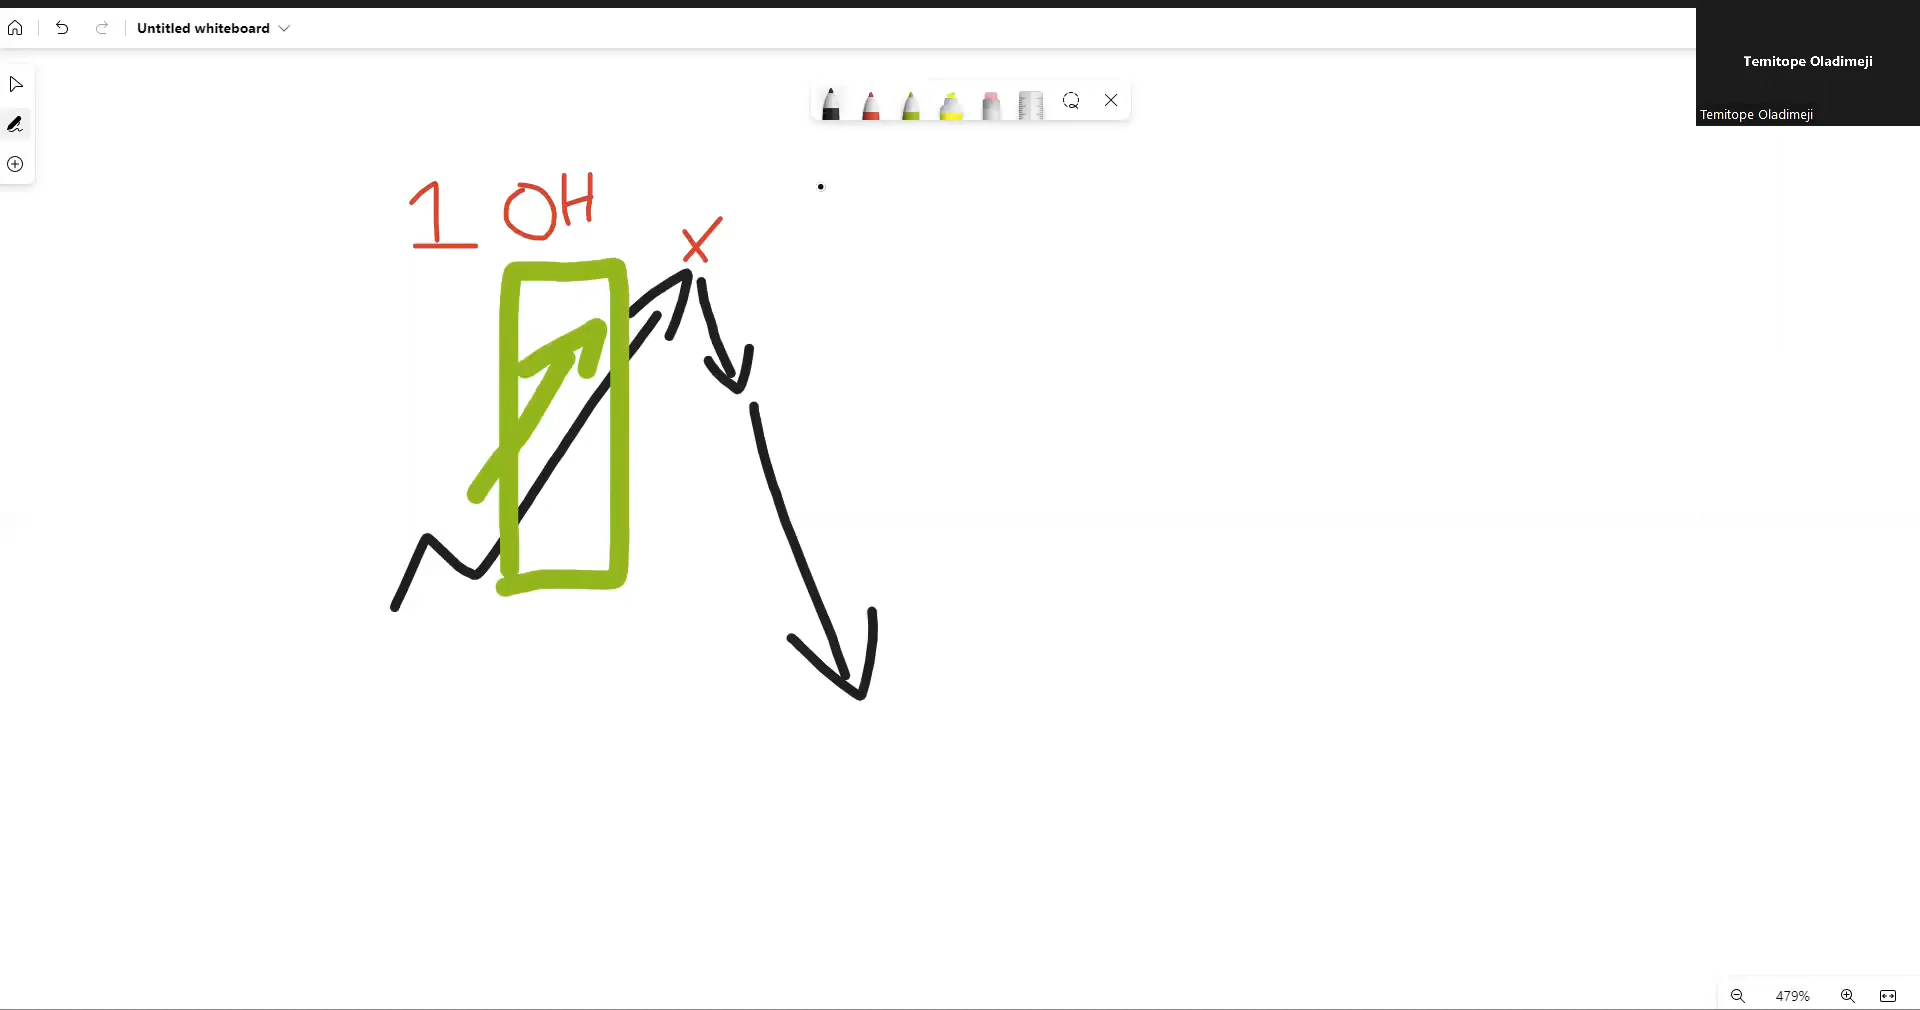 Untitled whiteboard
Temitope Oladimeji
Temitope Oladimeji
1 OH
X
479%